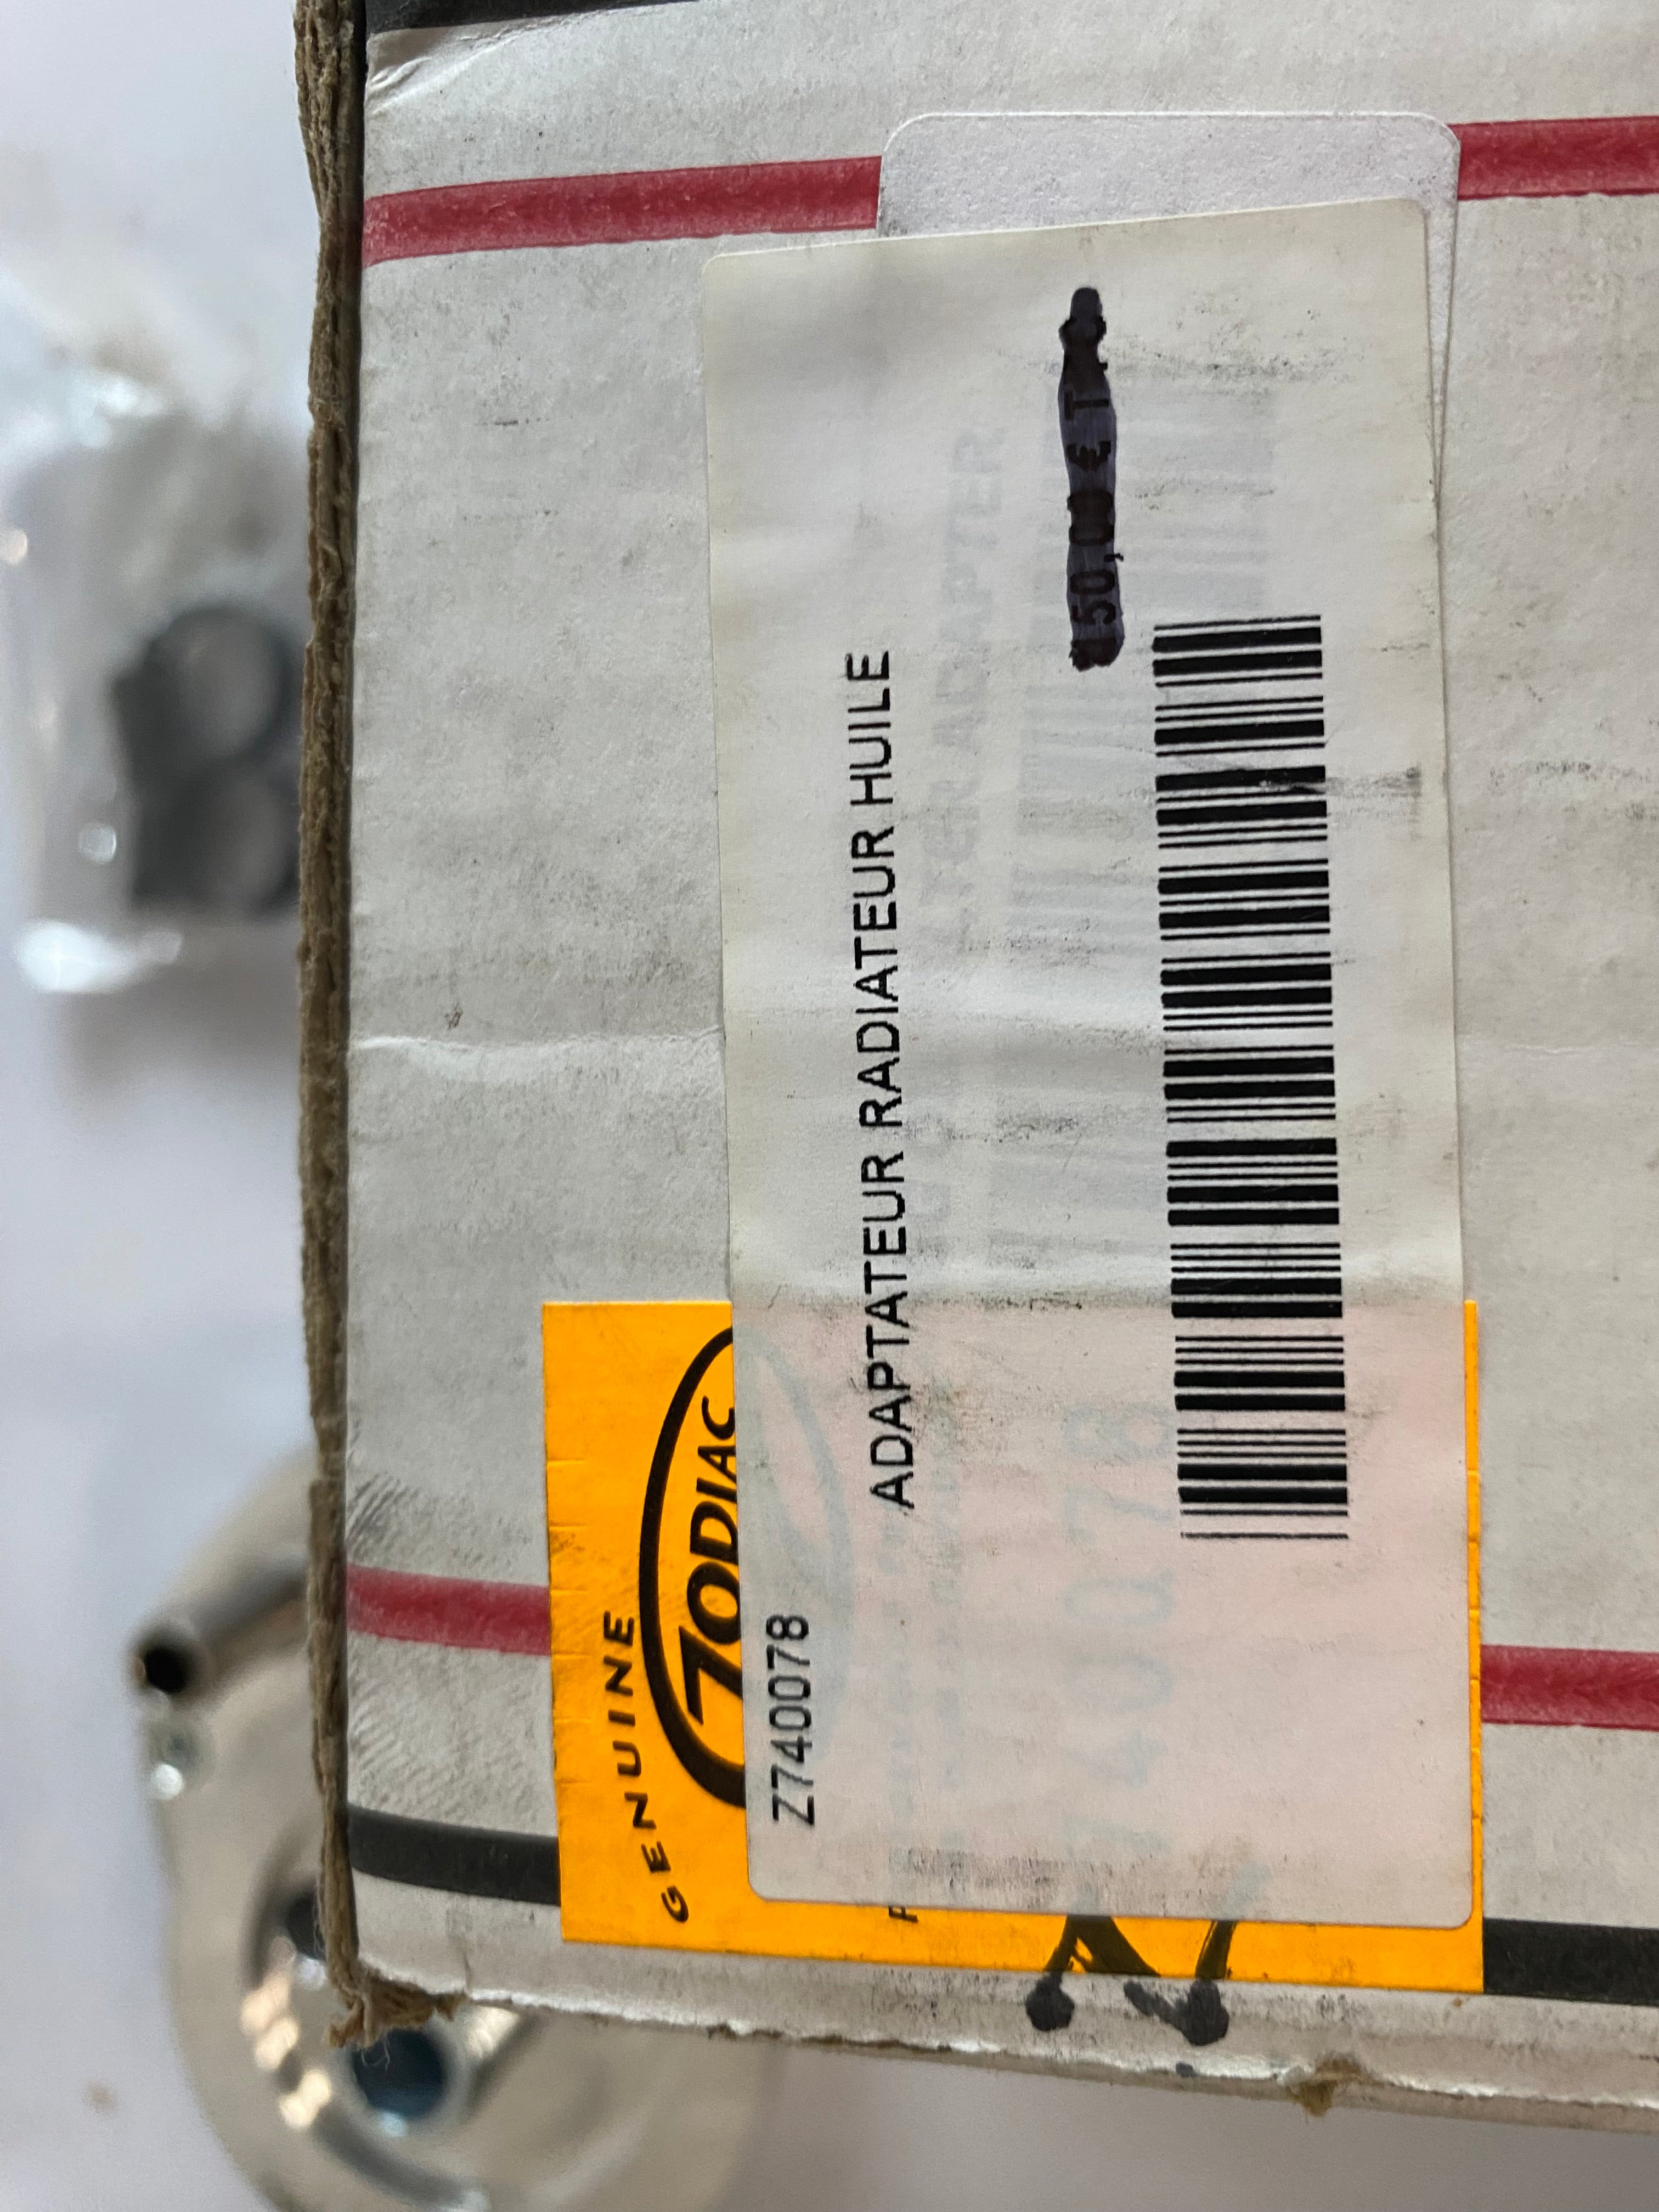 GENUINE
ZODIAC
Z740078
ADAPTATEUR RADIATEUR HUILE
50,00 € T